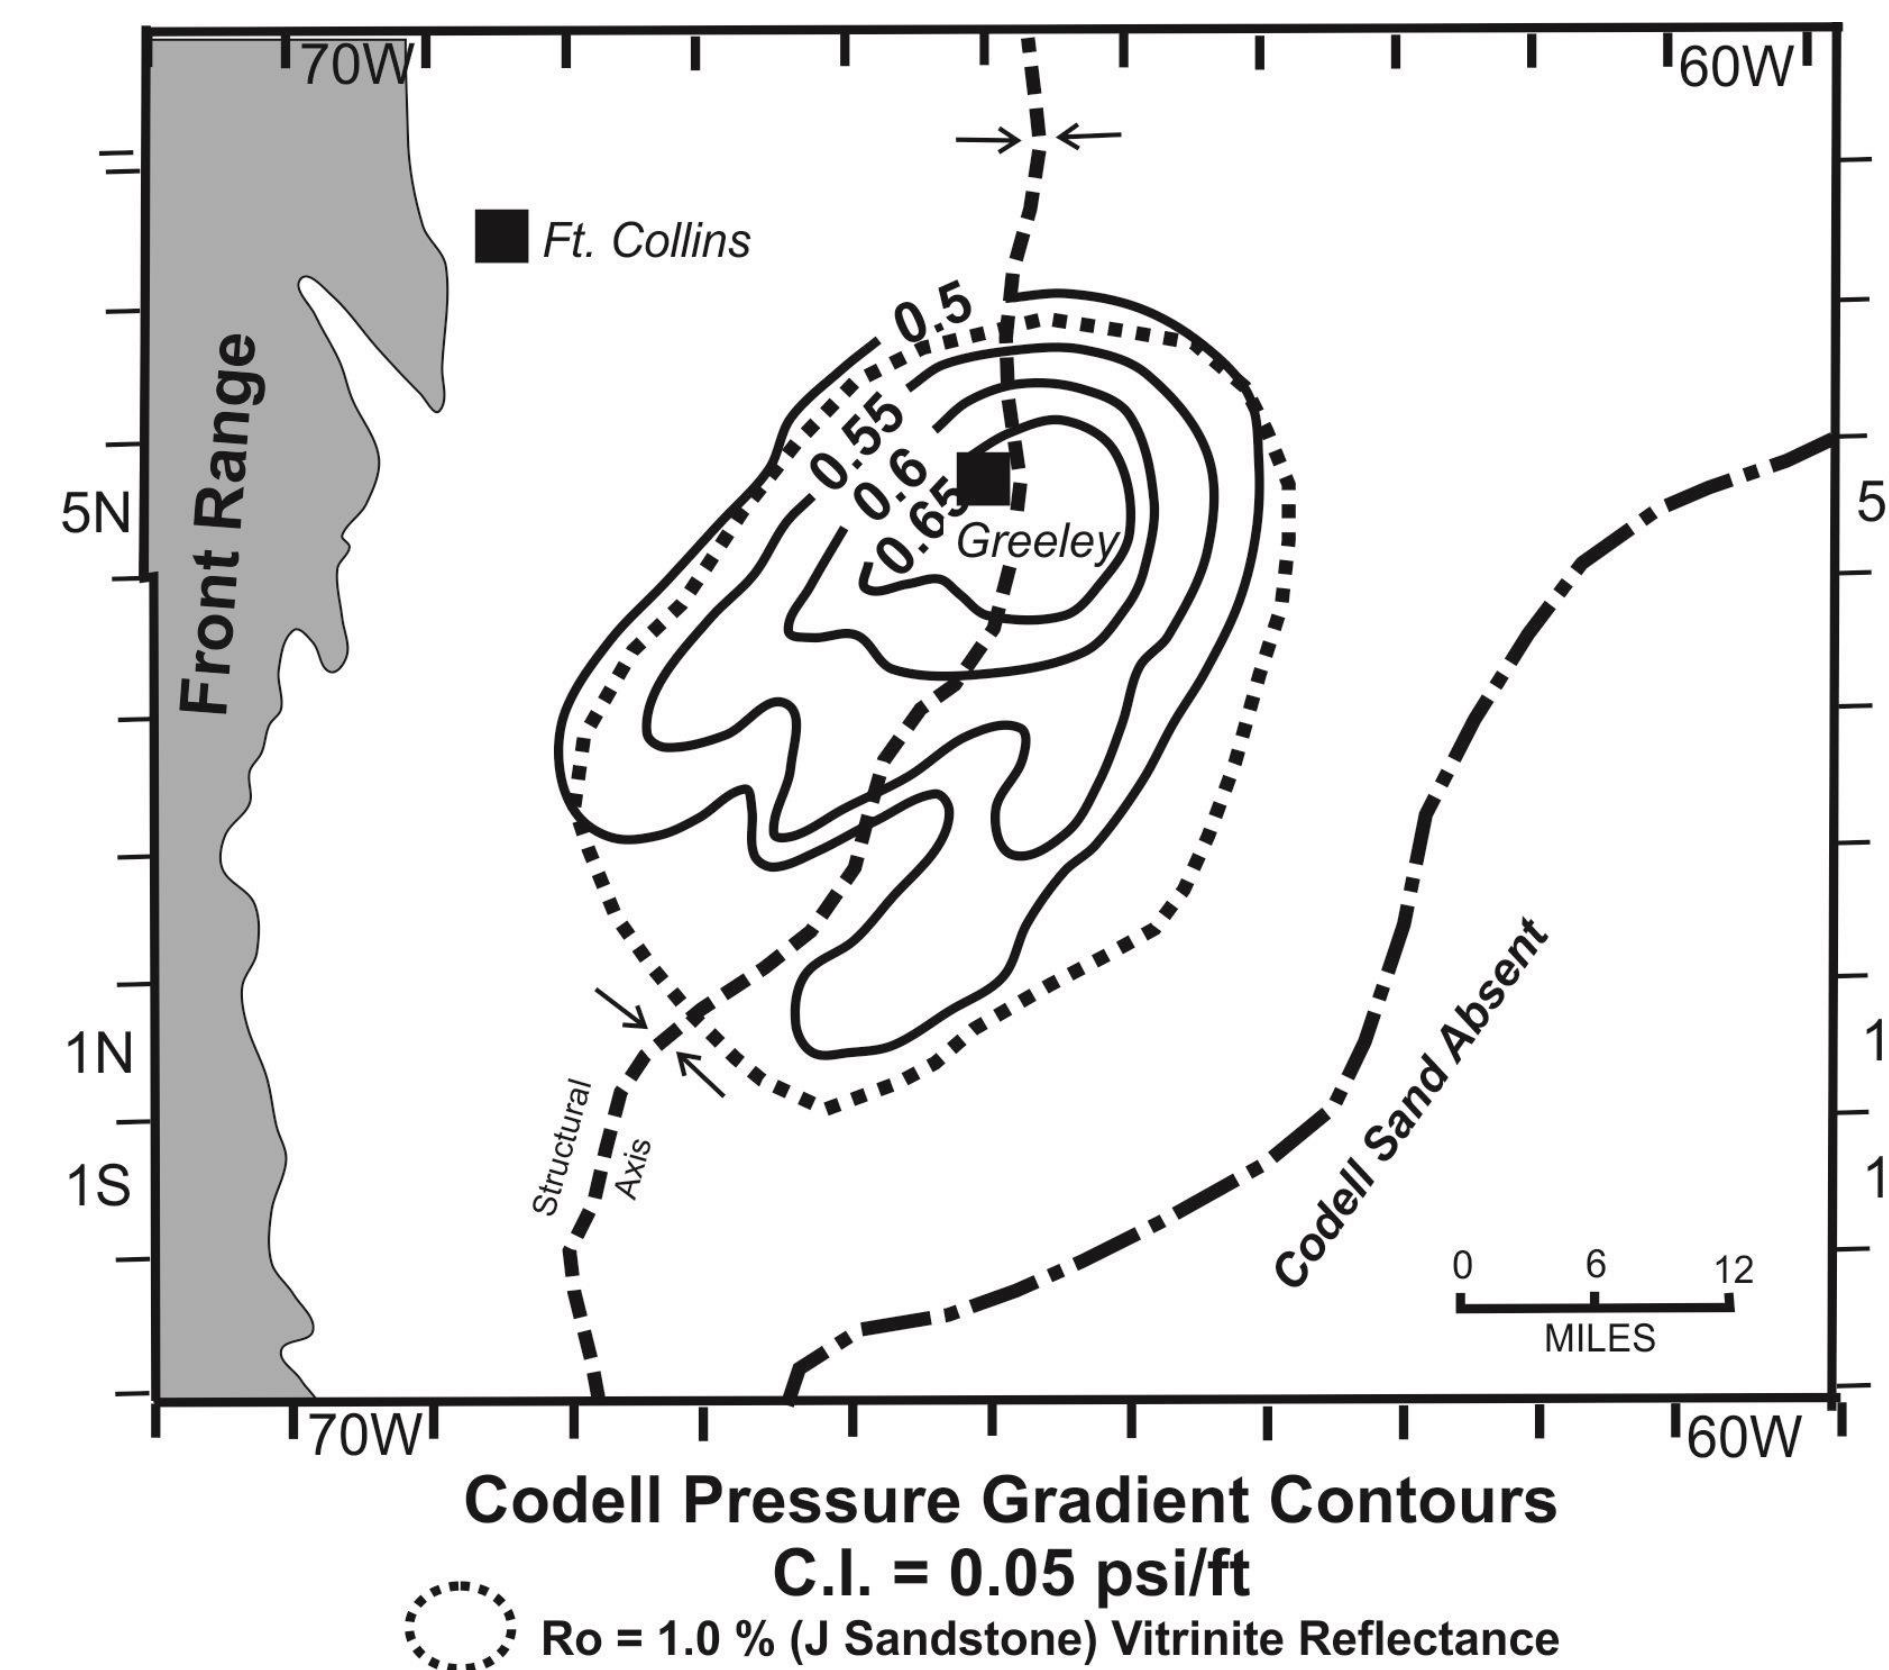 70W
60W
Ft. Collins
0.5
0.55
0.6
0.65
Greeley
Front Range
5N
5
1N
1
1S
1
Structural
Axis
Codell Sand Absent
0 6 12
MILES
70W
60W
Codell Pressure Gradient Contours
C.I. = 0.05 psi/ft
Ro = 1.0 % (J Sandstone) Vitrinite Reflectance